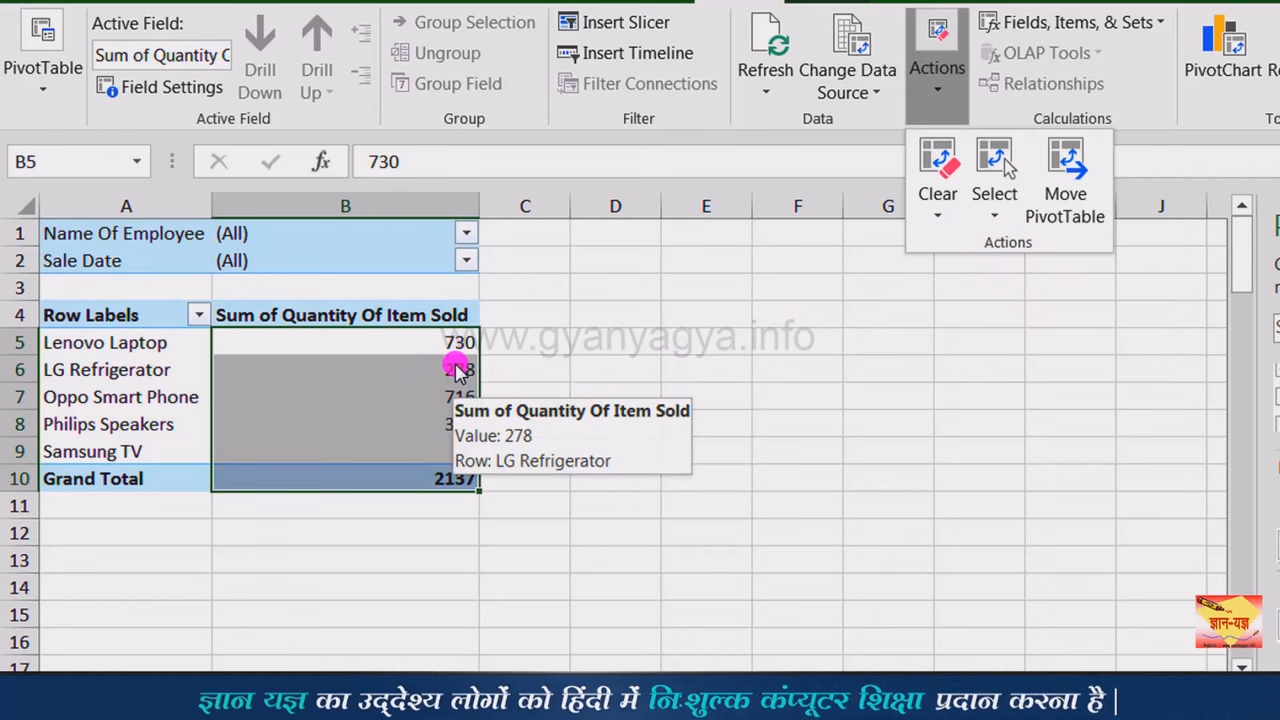 Active Field:
PivotTable
Sum of Quantity O
Field Settings
Drill
Down
Drill
Up
Active Field
Group Selection
Ungroup
Group Field
Group
Insert Slicer
Insert Timeline
Filter Connections
Filter
Refresh
Change Data
Source
Data
Actions
Fields, Items, & Sets
OLAP Tools
Relationships
Calculations
PivotChart
Clear
Select
Move
PivotTable
Actions
B5
fx
730
A B C D E F G H J
1 Name Of Employee (All)
2 Sale Date (All)
3
4 Row Labels Sum of Quantity Of Item Sold
5 Lenovo Laptop 730
6 LG Refrigerator
7 Oppo Smart Phone 716
8 Philips Speakers
9 Samsung TV
10 Grand Total 2137
11
12
13
14
15
16
17
www.gyanyagya.info
Sum of Quantity Of Item Sold
Value: 278
Row: LG Refrigerator
ज्ञान-यज्ञ
ज्ञान यज्ञ का उद्देश्य लोगों को हिंदी में निःशुल्क कंप्यूटर शिक्षा प्रदान करना है |